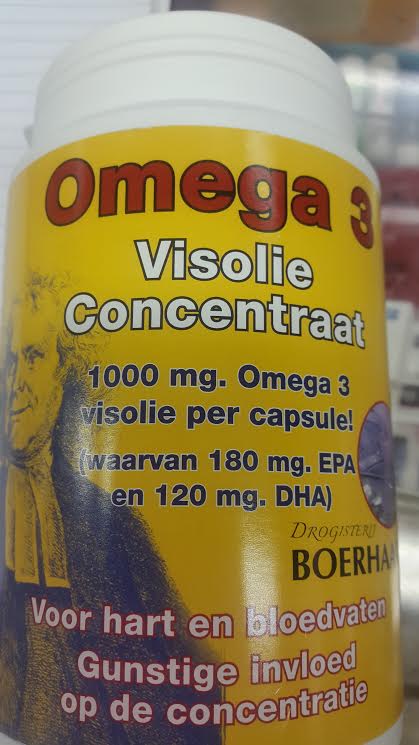 Omega 3
Visolie
Concentraat
1000 mg. Omega 3
visolie per capsule!
(waarvan 180 mg. EPA
en 120 mg. DHA)
DROGISTERIJ
BOERHAA
Voor hart en bloedvaten
Gunstige invloed
op de concentratie